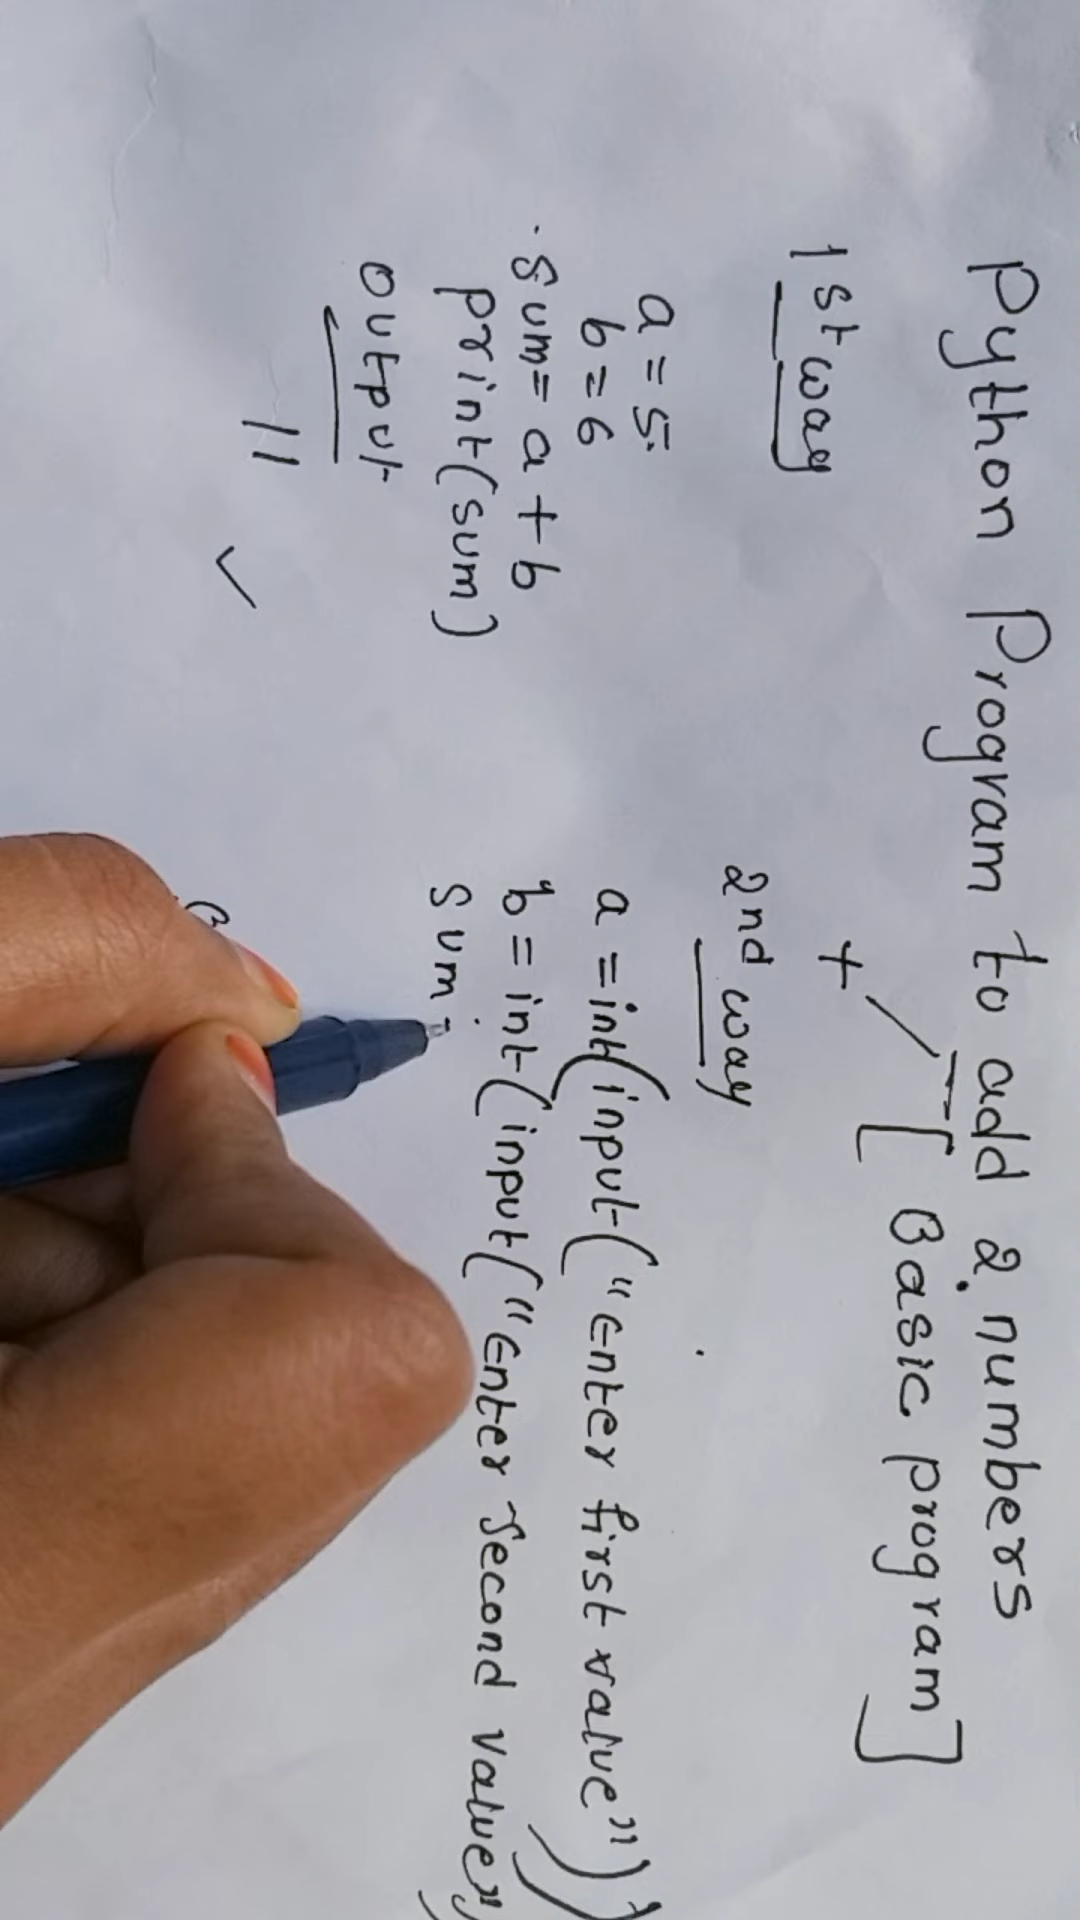 Python Program to add 2 numbers
+ [Basic program]
1st way
a = 5
b = 6
sum = a + b
print(sum)
output
11
2nd way
a = int(input("Enter first value"))
b = int(input("Enter Second value"))
Sum =